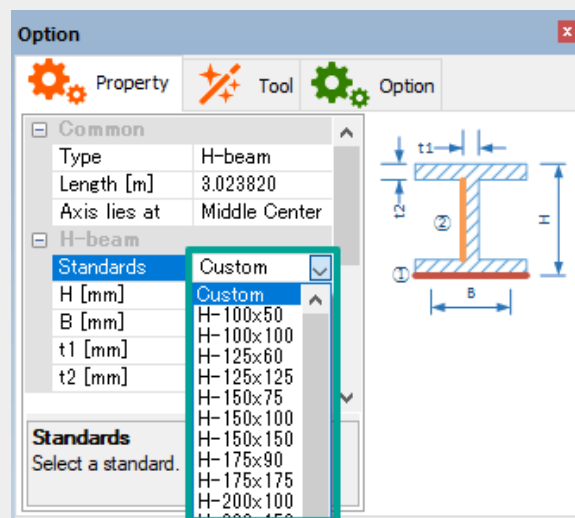 Option
x
Property Tool Option
Common
Type H-beam
Length [m] 3.023820
Axis lies at Middle Center
H-beam
Standards Custom
H [mm]
B [mm]
t1 [mm]
t2 [mm]
Custom
H-100x50
H-100x100
H-125x60
H-125x125
H-150x75
H-150x100
H-150x150
H-175x90
H-175x175
H-200x100
Standards
Select a standard.
t1
t2
②
H
①
B